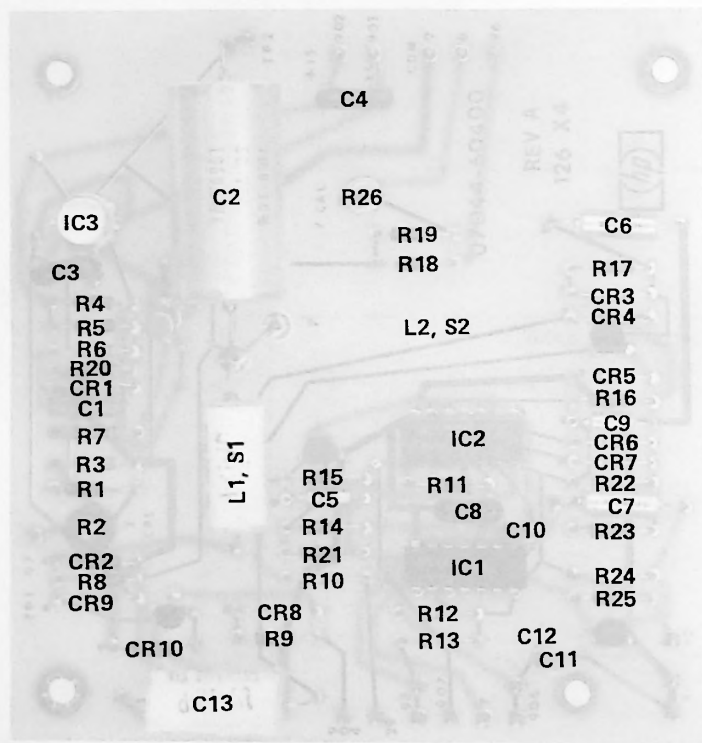 C4
C2
R26
IC3
R19
C6
R18
C3
R17
R4
CR3
R5
L2, S2
CR4
R6
R20
CR1
CR5
C1
R16
R7
IC2
C9
CR6
R3
L1, S1
CR7
R15
R11
R22
R1
C5
C8
C7
R2
R14
C10
R23
CR2
R21
IC1
R8
R10
R24
CR9
CR8
R12
R25
CR10
R9
R13
C12
C11
C13
REV A
126 X4
hp